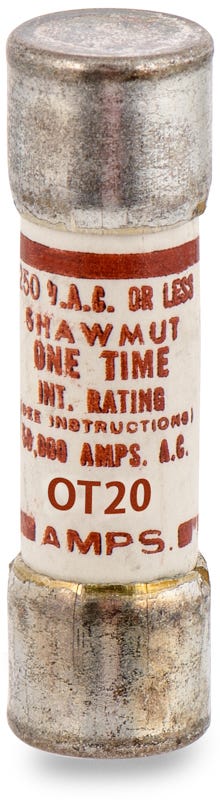 250 V.A.C. OR LESS
SHAWMUT
ONE TIME
INT. RATING
(SEE INSTRUCTIONS)
50,000 AMPS. A.C.
OT20
AMPS.